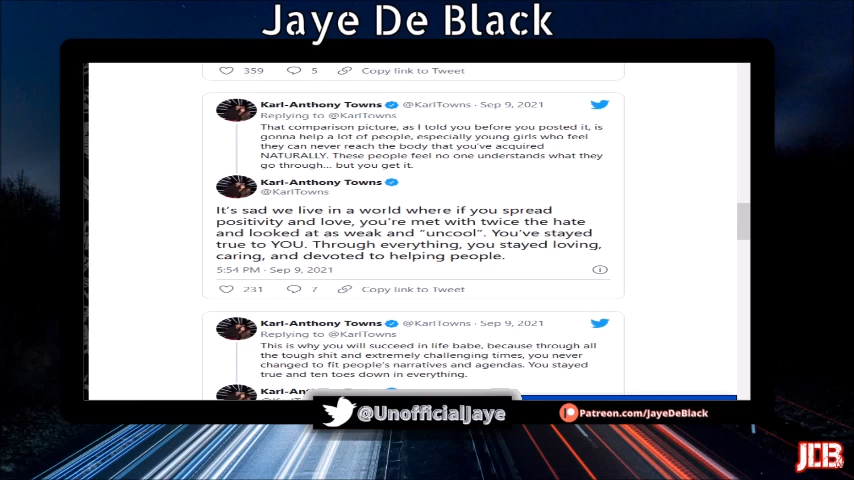 Jaye De Black
359 5 Copy link to Tweet
Karl-Anthony Towns @KarlTowns · Sep 9, 2021
Replying to @KarlTowns
That comparison picture, as I told you before you posted it, is
gonna help a lot of people, especially young girls who feel
they can never reach the body that you've acquired
NATURALLY. These people feel no one understands what they
go through... but you get it.
Karl-Anthony Towns
@KarlTowns
It's sad we live in a world where if you spread
positivity and love, you're met with twice the hate
and looked at as weak and "uncool". You've stayed
true to YOU. Through everything, you stayed loving,
caring, and devoted to helping people.
5:54 PM · Sep 9, 2021
231 7 Copy link to Tweet
Karl-Anthony Towns @KarlTowns · Sep 9, 2021
Replying to @KarlTowns
This is why you will succeed in life babe, because through all
the tough shit and extremely challenging times, you never
changed to fit people's narratives and agendas. You stayed
true and ten toes down in everything.
@UnofficialJaye
Patreon.com/JayeDeBlack